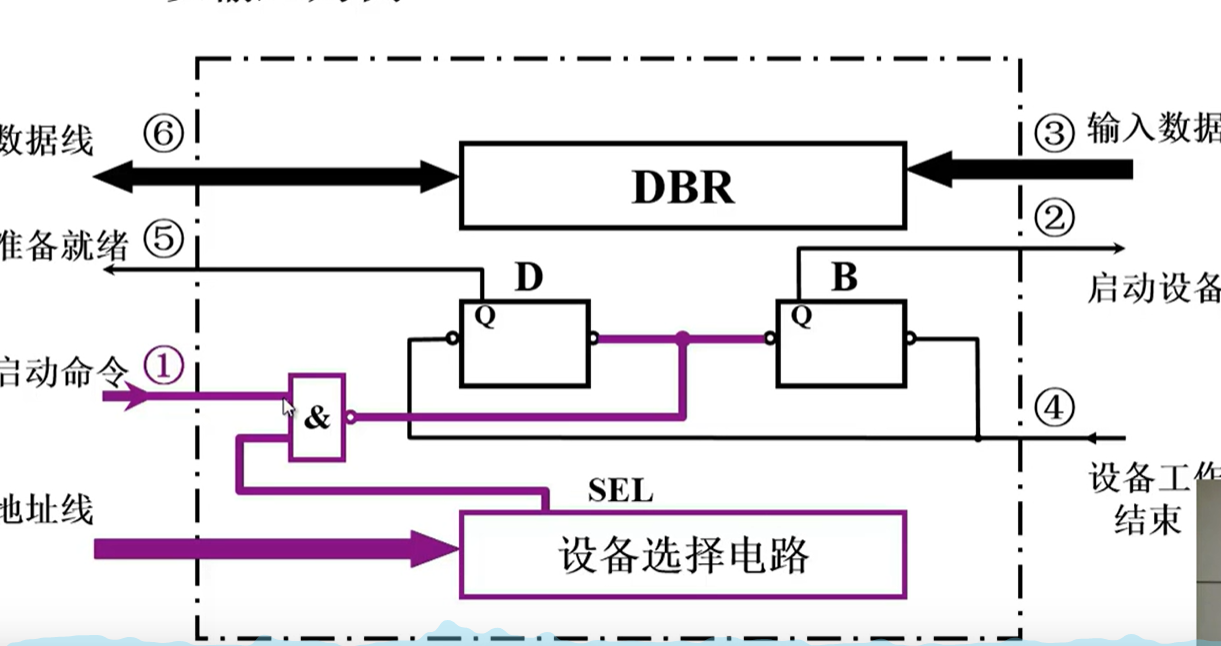 数据线 ⑥
③ 输入数据
DBR
②
准备就绪 ⑤
D
B
启动设备
Q
Q
启动命令 ①
&
④
设备工作
结束
地址线
SEL
设备选择电路